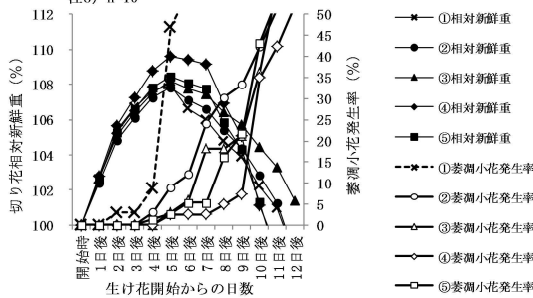 注6) n=10
切り花相対新鮮重 (%)
112
110
108
106
104
102
100
50
45
40
35
30
25
20
15
10
5
0
萎凋小花発生率 (%)
開始時
1日後
2日後
3日後
4日後
5日後
6日後
7日後
8日後
9日後
10日後
11日後
12日後
生け花開始からの日数
①相対新鮮重
②相対新鮮重
③相対新鮮重
④相対新鮮重
⑤相対新鮮重
①萎凋小花発生率
②萎凋小花発生率
③萎凋小花発生率
④萎凋小花発生率
⑤萎凋小花発生率